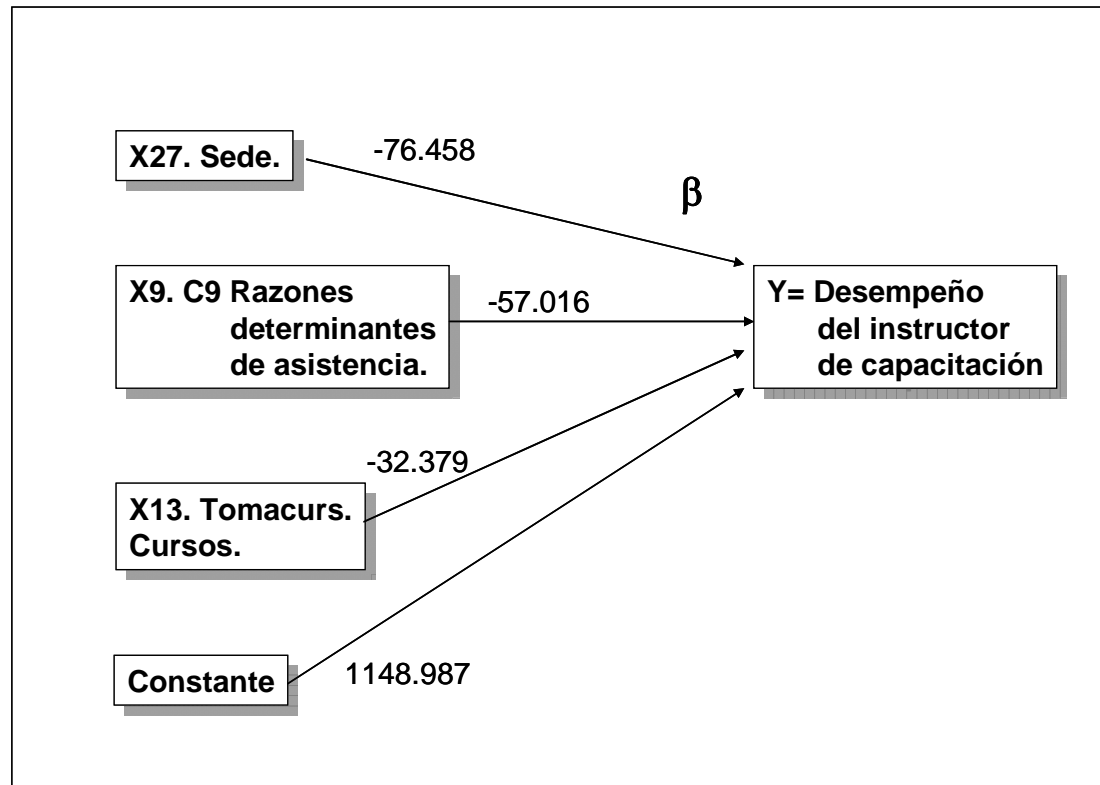 X27. Sede.
-76.458
β
X9. C9 Razones
determinantes
de asistencia.
-57.016
Y= Desempeño
del instructor
de capacitación
-32.379
X13. Tomacurs.
Cursos.
Constante
1148.987